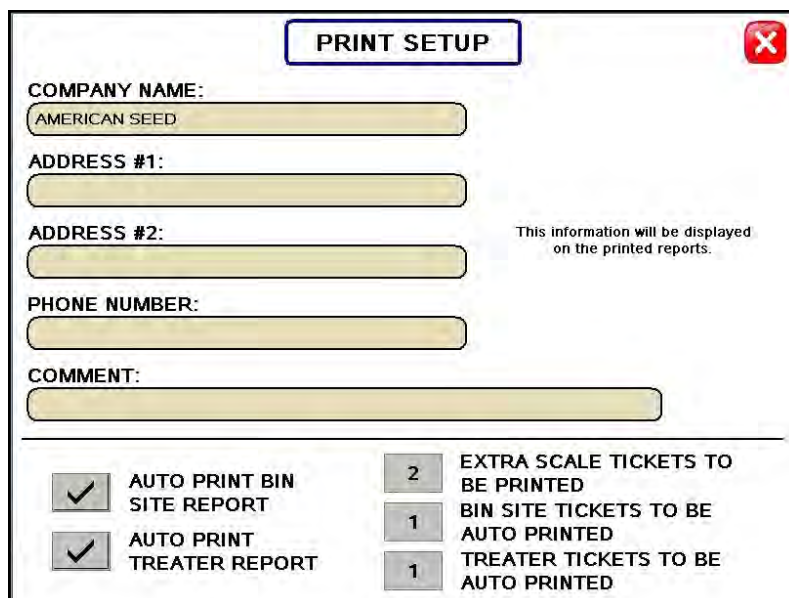 PRINT SETUP
COMPANY NAME:
AMERICAN SEED
ADDRESS #1:
ADDRESS #2:
This information will be displayed
on the printed reports.
PHONE NUMBER:
COMMENT:
AUTO PRINT BIN
SITE REPORT
AUTO PRINT
TREATER REPORT
2
EXTRA SCALE TICKETS TO
BE PRINTED
1
BIN SITE TICKETS TO BE
AUTO PRINTED
1
TREATER TICKETS TO BE
AUTO PRINTED